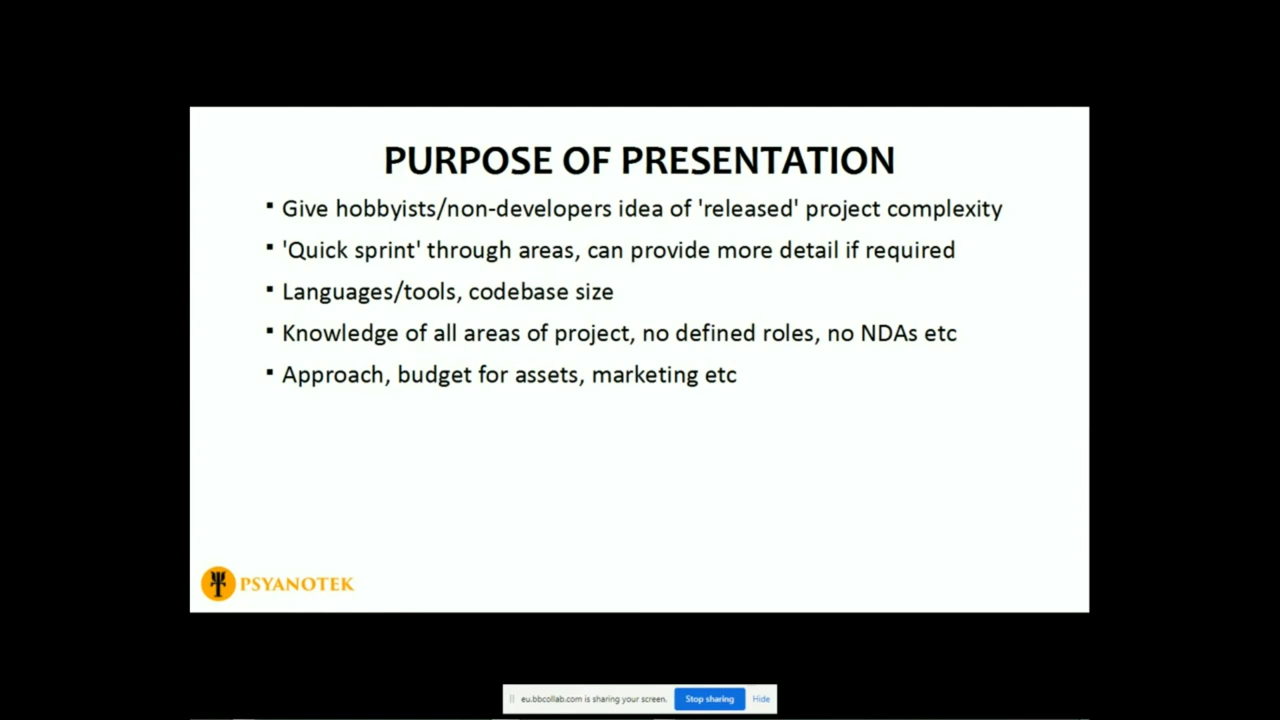 PURPOSE OF PRESENTATION
▪ Give hobbyists/non-developers idea of 'released' project complexity
▪ 'Quick sprint' through areas, can provide more detail if required
▪ Languages/tools, codebase size
▪ Knowledge of all areas of project, no defined roles, no NDAs etc
▪ Approach, budget for assets, marketing etc
PSYANOTEK
eu.bbcollab.com is sharing your screen. Stop sharing Hide